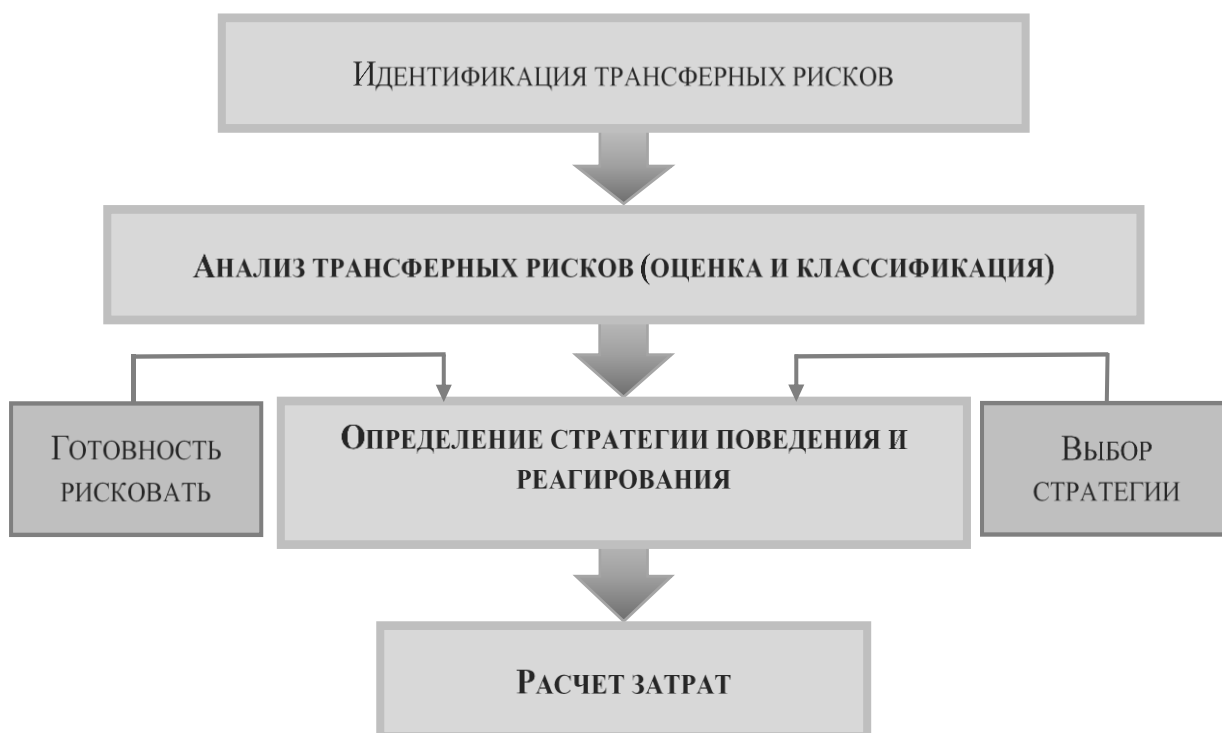 Идентификация трансферных рисков
Анализ трансферных рисков (оценка и классификация)
Определение стратегии поведения и
реагирования
Готовность
рисковать
Выбор
стратегии
Расчет затрат